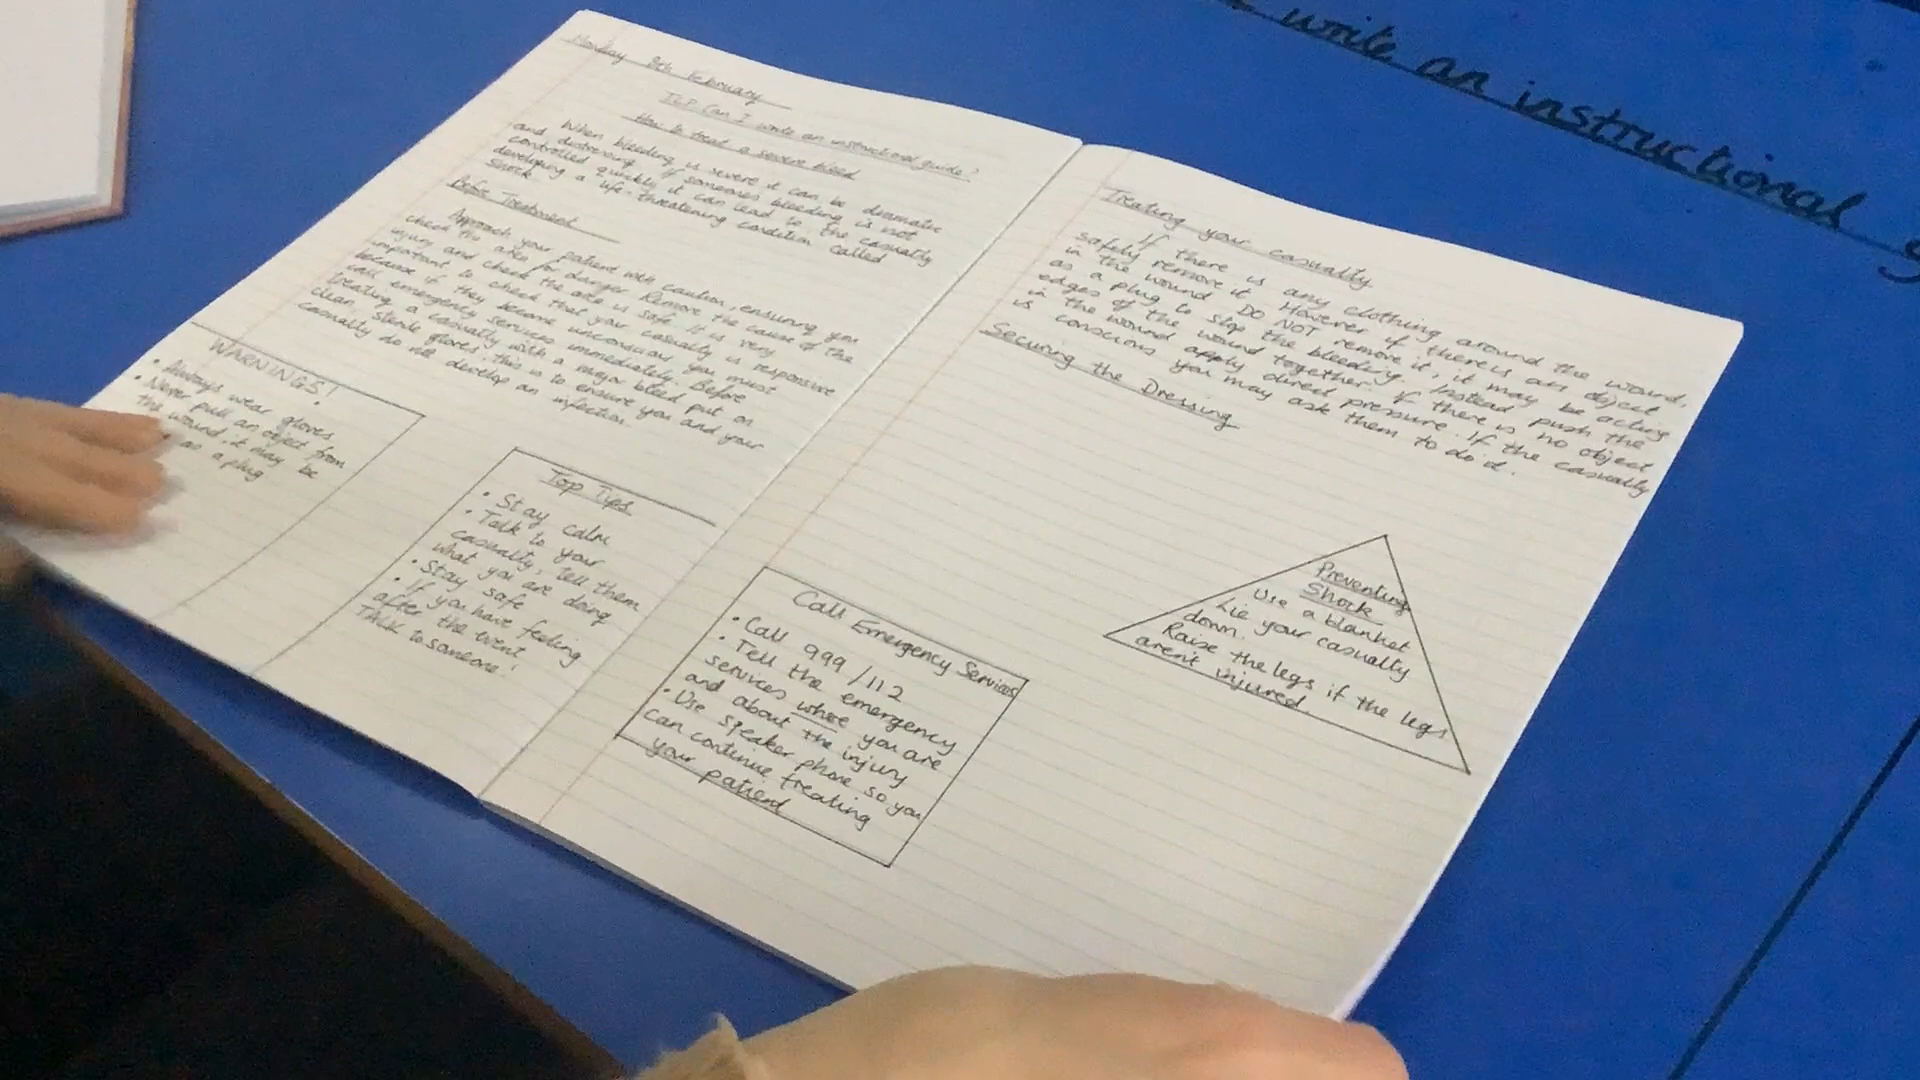 Monday 8th February
ILP Can I write an instructional guide?
How to treat a severe bleed
When bleeding is severe it can be dramatic
and distressing. If someones bleeding is not
controlled quickly it can lead to the casualty
developing a life-threatening condition called
shock.
Before Treatment
Approach your patient with caution, ensuring you
check the area for danger. Remove the cause of the
injury and check the area is safe. It is very
important to check that your casualty is responsive
because if they become unconscious you must
call emergency services immediately. Before
treating a casualty with a major bleed put on
clean, sterile gloves, this is to ensure you and your
casualty do not develop an infection.
WARNINGS!
• Always wear gloves
• Never pull an object from
the wound, it may be
as a plug
Top Tips
• Stay calm
• Talk to your
casualty, tell them
what you are doing
• Stay safe
• If you have feeling
after the event
TALK to someone!
Treating your casualty
If there is any clothing around the wound,
safely remove it. However if there is an object
in the wound DO NOT remove it, it may be acting
as a plug to stop the bleeding. Instead push the
edges of the wound together. If there is no object
in the wound apply direct pressure. If the casualty
is conscious you may ask them to do it.
Securing the Dressing
Call Emergency Services
• Call 999/112
• Tell the emergency
services where you are
and about the injury
• Use speaker phone so you
can continue treating
your patient
Preventing
Shock
Use a blanket
Lie your casualty
down.
Raise the legs if the legs
aren't injured.
write an instructional g